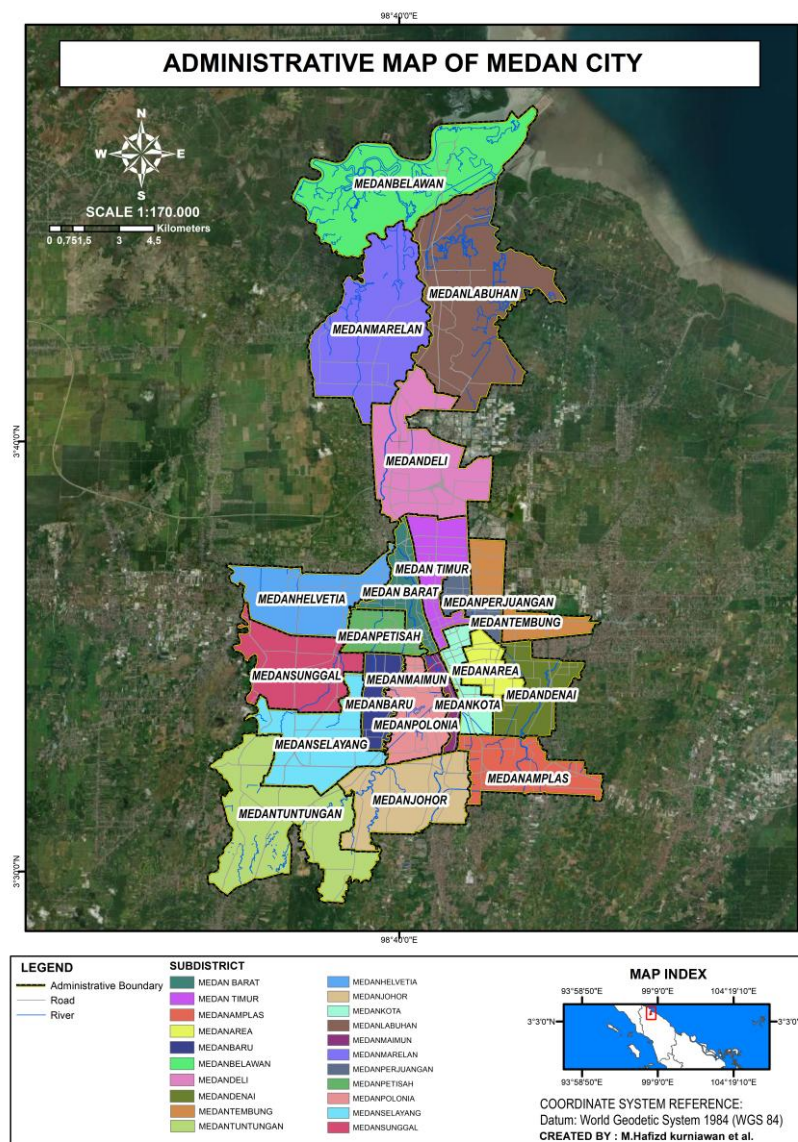 98°40'0"E
ADMINISTRATIVE MAP OF MEDAN CITY
N
W E
S
SCALE 1:170.000
Kilometers
0 0,751,5 3 4,5
MEDANBELAWAN
MEDANLABUHAN
MEDANMARELAN
3°40'0"N
MEDANDELI
MEDAN TIMUR
MEDAN BARAT
MEDANHELVETIA
MEDANPERJUANGAN
MEDANTEMBUNG
MEDANPETISAH
MEDANAREA
MEDANSUNGGAL
MEDANMAIMUN
MEDANDENAI
MEDANBARU
MEDANKOTA
MEDANPOLONIA
MEDANSELAYANG
MEDANAMPLAS
MEDANJOHOR
MEDANTUNTUNGAN
3°30'0"N
98°40'0"E
LEGEND
Administrative Boundary
Road
River
SUBDISTRICT
MEDAN BARAT
MEDAN TIMUR
MEDANAMPLAS
MEDANAREA
MEDANBARU
MEDANBELAWAN
MEDANDELI
MEDANDENAI
MEDANTEMBUNG
MEDANTUNTUNGAN
MEDANHELVETIA
MEDANJOHOR
MEDANKOTA
MEDANLABUHAN
MEDANMAIMUN
MEDANMARELAN
MEDANPERJUANGAN
MEDANPETISAH
MEDANPOLONIA
MEDANSELAYANG
MEDANSUNGGAL
MAP INDEX
93°58'50"E 99°9'0"E 104°19'10"E
3°3'0"N 3°3'0"N
93°58'50"E 99°9'0"E 104°19'10"E
COORDINATE SYSTEM REFERENCE:
Datum: World Geodetic System 1984 (WGS 84)
CREATED BY : M.Hafizd kurniawan et al.